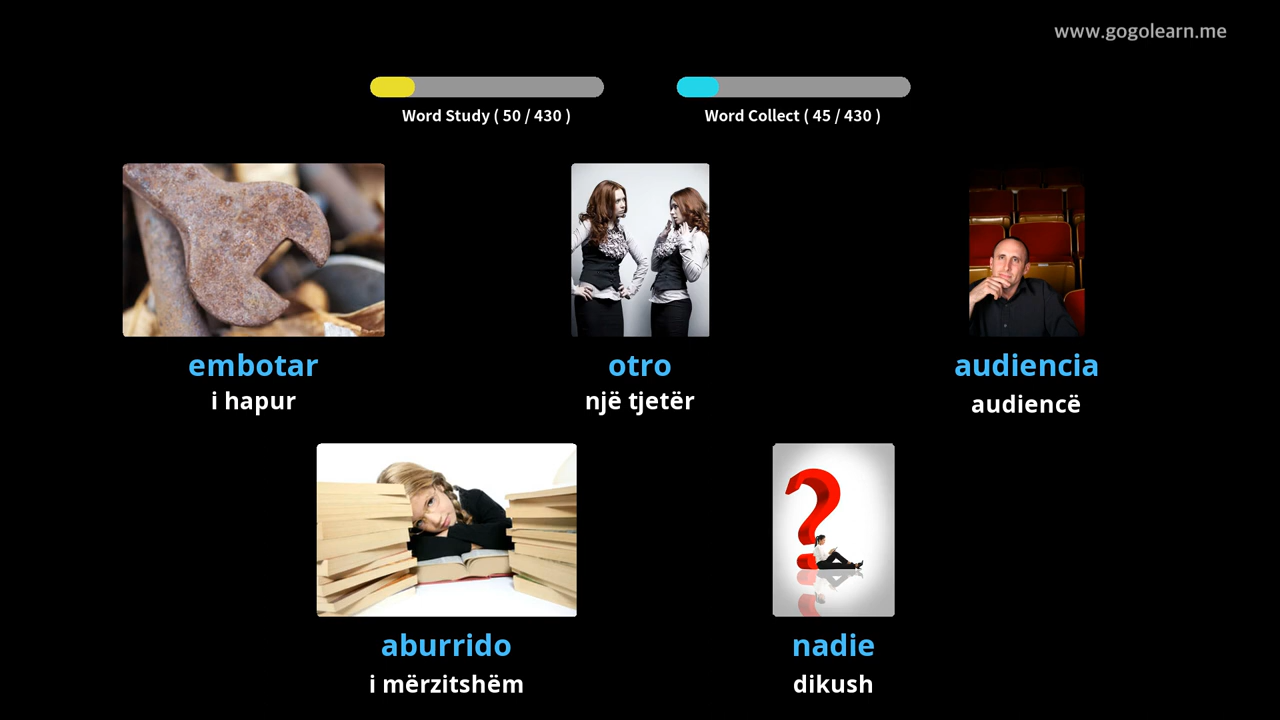 www.gogolearn.me
Word Study ( 50 / 430 )
Word Collect ( 45 / 430 )
embotar
i hapur
otro
një tjetër
audiencia
audiencë
aburrido
i mërzitshëm
nadie
dikush